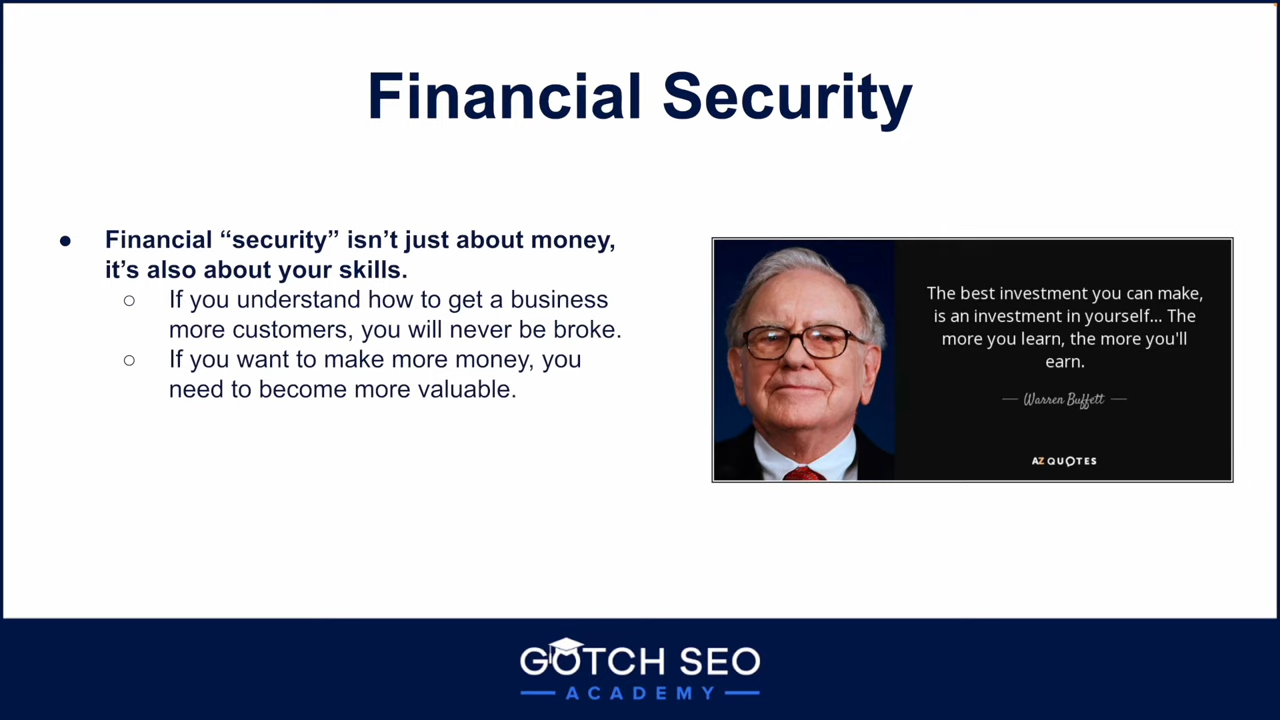 Financial Security
● Financial “security” isn’t just about money,
it’s also about your skills.
○ If you understand how to get a business
more customers, you will never be broke.
○ If you want to make more money, you
need to become more valuable.
The best investment you can make,
is an investment in yourself... The
more you learn, the more you'll
earn.
Warren Buffett
AZ QUOTES
GOTCH SEO
ACADEMY